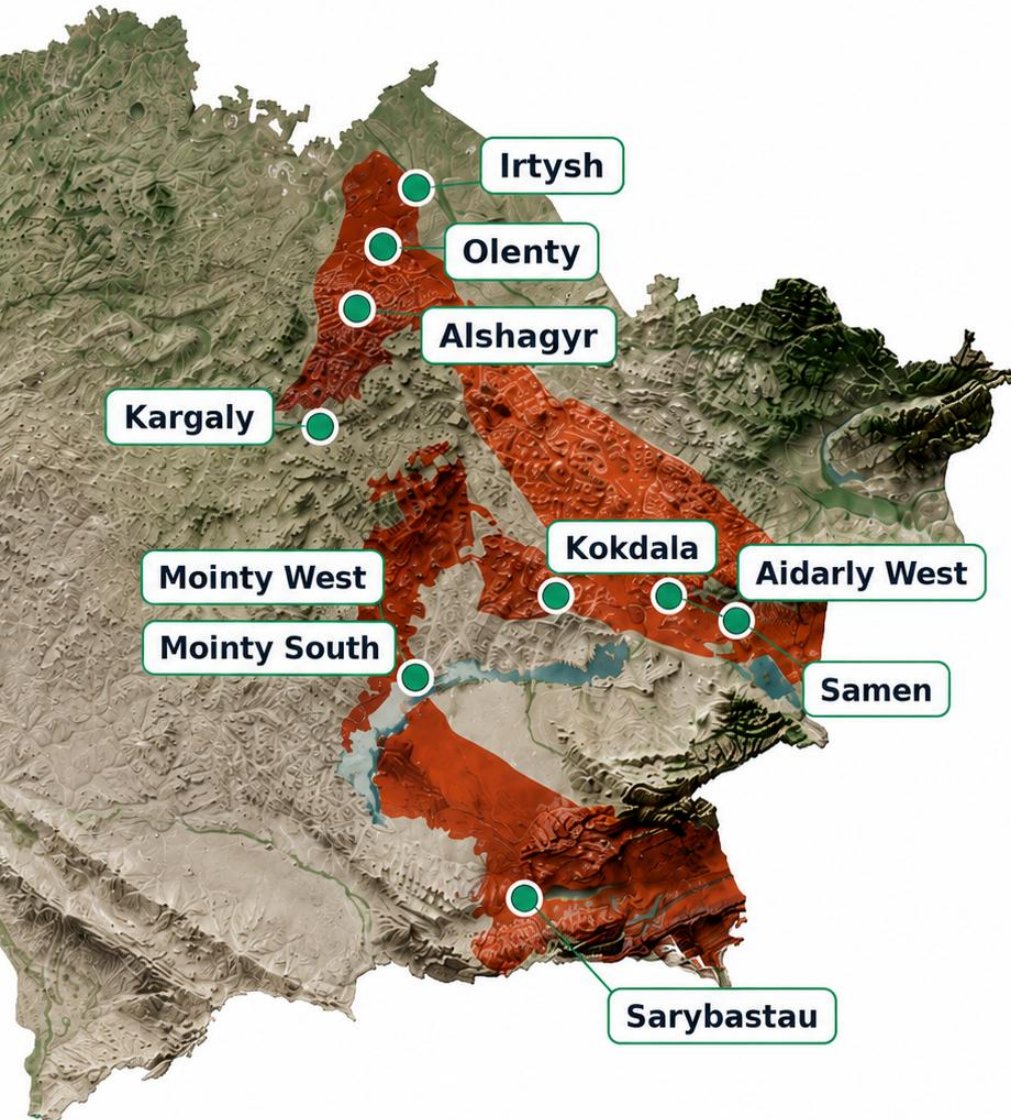 Irtysh
Olenty
Alshagyr
Kargaly
Kokdala
Mointy West
Aidarly West
Mointy South
Samen
Sarybastau